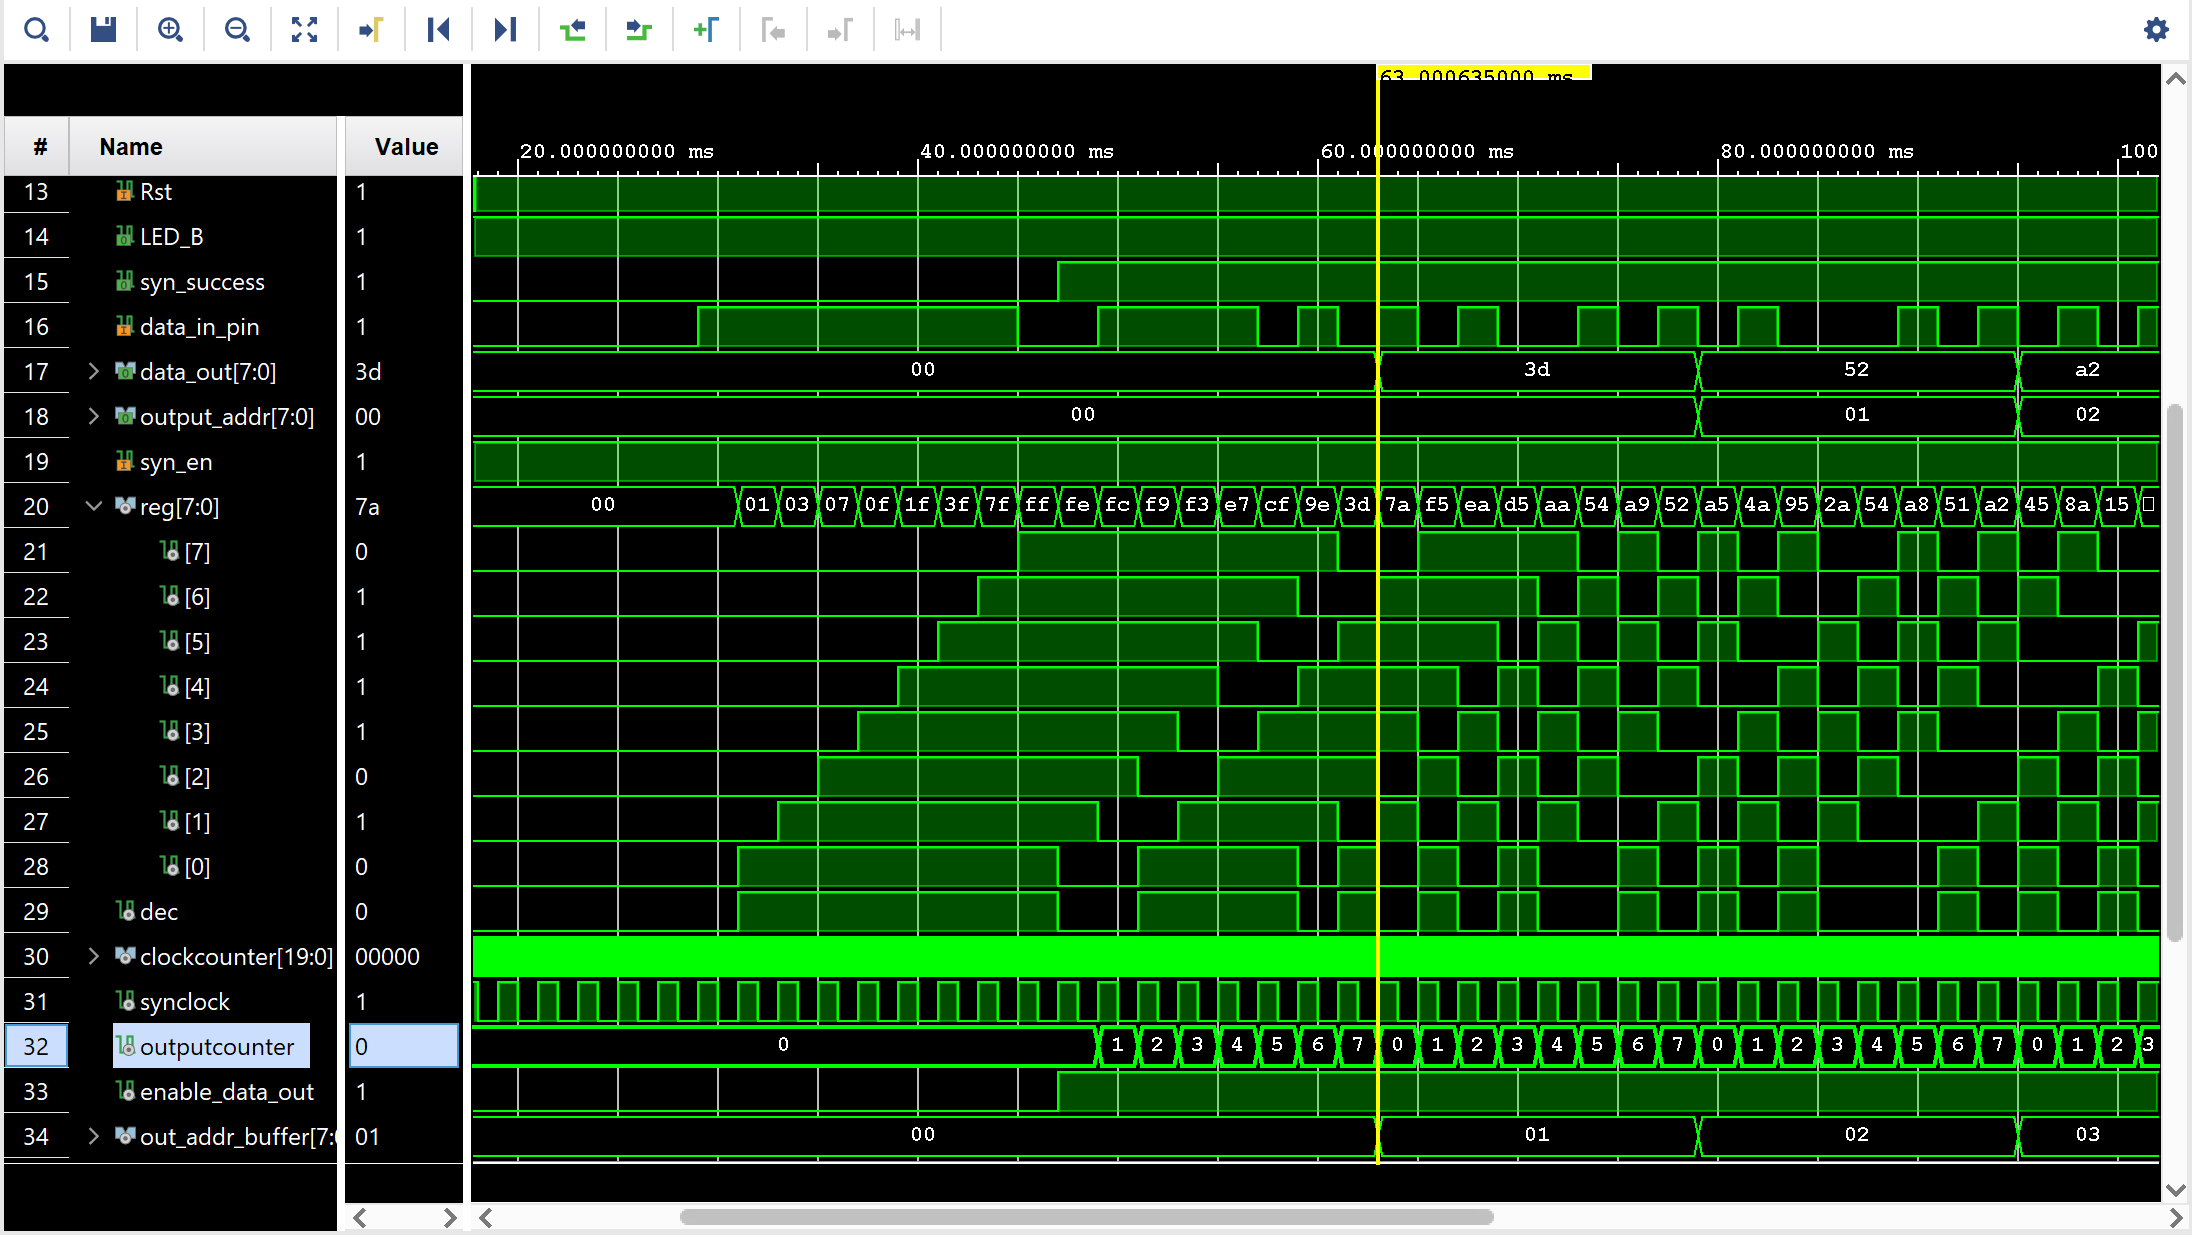 63.000635000 ms
20.000000000 ms 40.000000000 ms 60.000000000 ms 80.000000000 ms 100
# Name Value
13 Rst 1
14 LED_B 1
15 syn_success 1
16 data_in_pin 1
17 data_out[7:0] 3d 00 3d 52 a2
18 output_addr[7:0] 00 00 01 02
19 syn_en 1
20 reg[7:0] 7a 00 01 03 07 0f 1f 3f 7f ff fe fc f9 f3 e7 cf 9e 3d 7a f5 ea d5 aa 54 a9 52 a5 4a 95 2a 54 a8 51 a2 45 8a 15
21 [7] 0
22 [6] 1
23 [5] 1
24 [4] 1
25 [3] 1
26 [2] 0
27 [1] 1
28 [0] 0
29 dec 0
30 clockcounter[19:0] 00000
31 synclock 1
32 outputcounter 0 0 1 2 3 4 5 6 7 0 1 2 3 4 5 6 7 0 1 2 3 4 5 6 7 0 1 2 3
33 enable_data_out 1
34 out_addr_buffer[7: 01 00 01 02 03